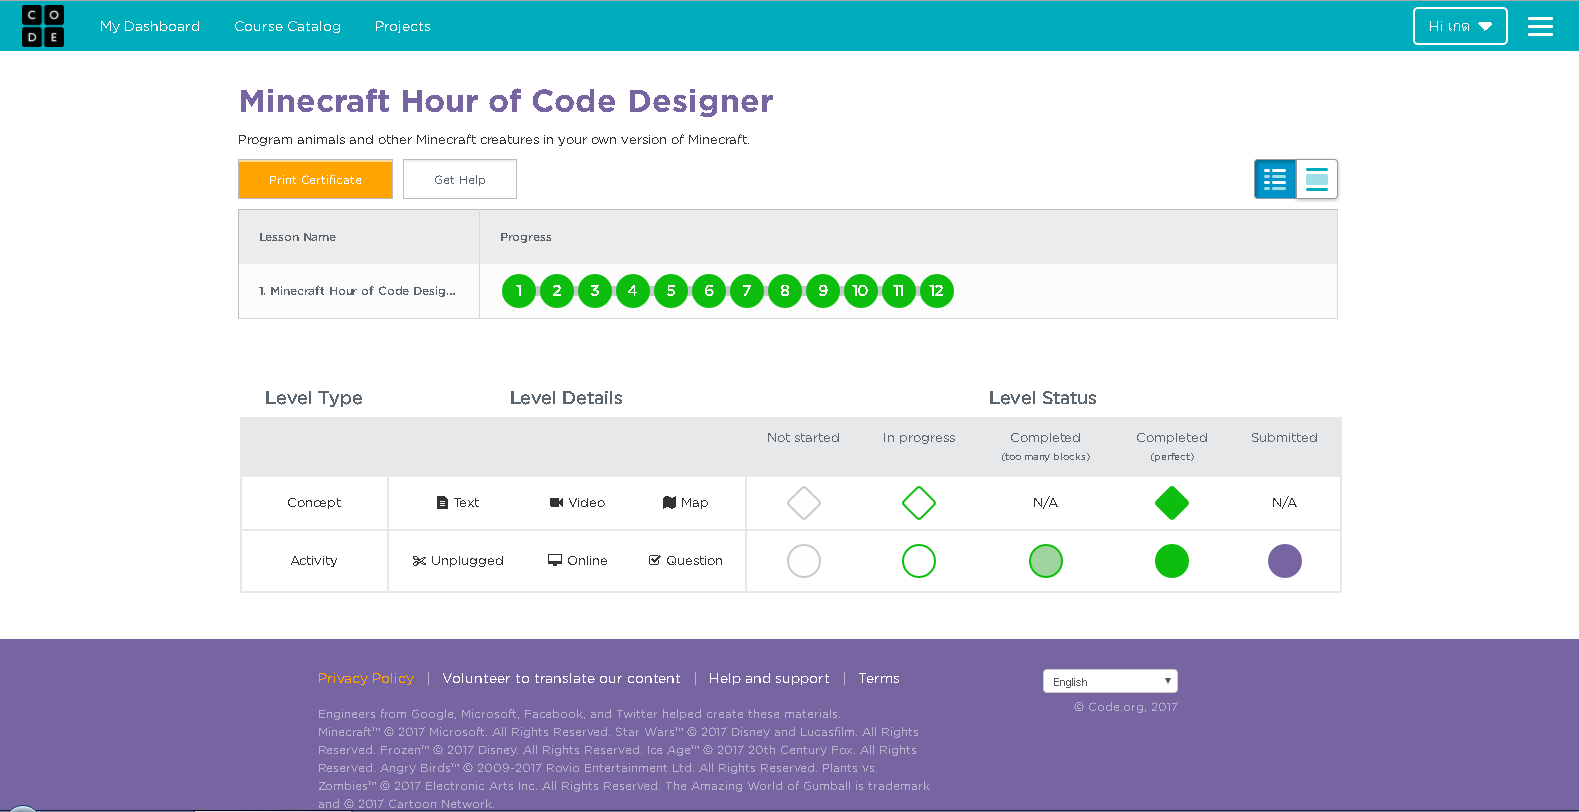 CO
DE
My Dashboard Course Catalog Projects Hi เกด
Minecraft Hour of Code Designer
Program animals and other Minecraft creatures in your own version of Minecraft.
Print Certificate Get Help
Lesson Name Progress
1. Minecraft Hour of Code Desig... 1 2 3 4 5 6 7 8 9 10 11 12
Level Type Level Details Level Status
Not started In progress Completed Completed Submitted
(too many blocks) (perfect)
Concept Text Video Map N/A N/A
Activity Unplugged Online Question
Privacy Policy | Volunteer to translate our content | Help and support | Terms English
© Code.org, 2017
Engineers from Google, Microsoft, Facebook, and Twitter helped create these materials.
Minecraft™ © 2017 Microsoft. All Rights Reserved. Star Wars™ © 2017 Disney and Lucasfilm. All Rights
Reserved. Frozen™ © 2017 Disney. All Rights Reserved. Ice Age™ © 2017 20th Century Fox. All Rights
Reserved. Angry Birds™ © 2009-2017 Rovio Entertainment Ltd. All Rights Reserved. Plants vs.
Zombies™ © 2017 Electronic Arts Inc. All Rights Reserved. The Amazing World of Gumball is trademark
and © 2017 Cartoon Network.